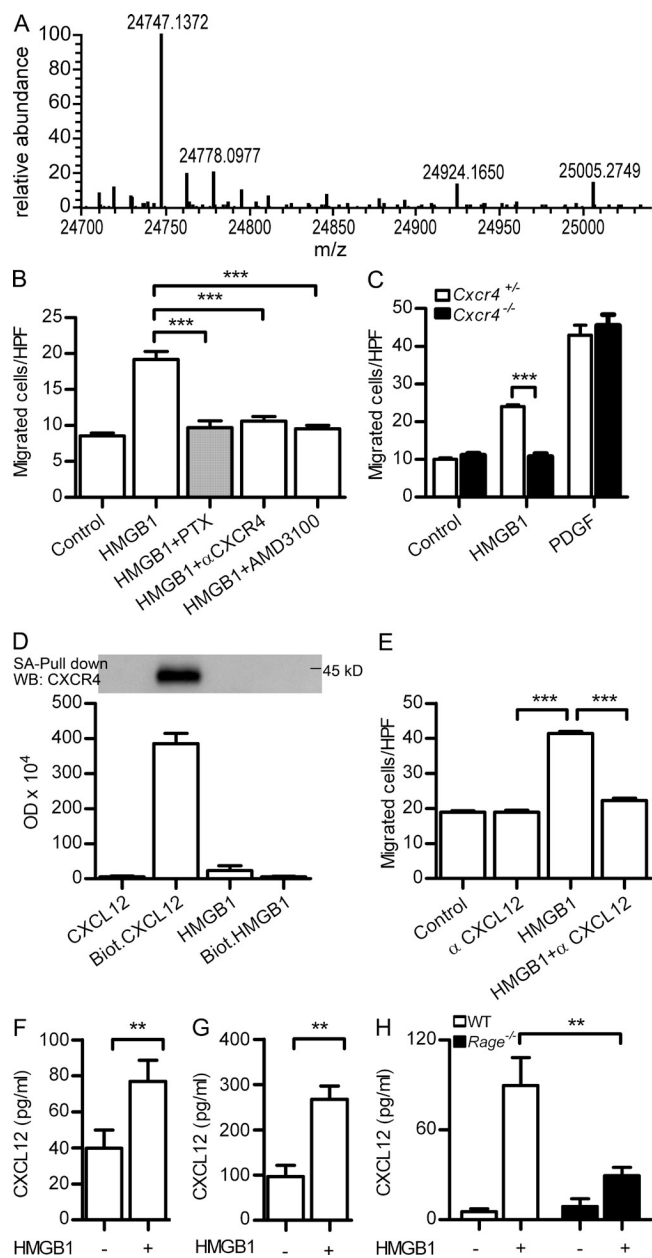 A
24747.1372
24778.0977
24924.1650
25005.2749
relative abundance
100
80
60
40
20
0
24700 24750 24800 24850 24900 24950 25000
m/z
B
***
***
***
Migrated cells/HPF
25
20
15
10
5
0
Control
HMGB1
HMGB1+PTX
HMGB1+αCXCR4
HMGB1+AMD3100
C
Cxcr4 +/-
Cxcr4 -/-
***
Migrated cells/HPF
50
40
30
20
10
0
Control
HMGB1
PDGF
D
SA-Pull down
WB: CXCR4
45 kD
OD x 10⁴
500
400
300
200
100
0
CXCL12
Biot.CXCL12
HMGB1
Biot.HMGB1
E
*** ***
Migrated cells/HPF
50
40
30
20
10
0
Control
α CXCL12
HMGB1
HMGB1+α CXCL12
F
**
CXCL12 (pg/ml)
80
60
40
20
0
HMGB1 - +
G
**
CXCL12 (pg/ml)
400
300
200
100
0
HMGB1 - +
H
WT
Rage-/-
**
CXCL12 (pg/ml)
120
60
0
HMGB1 - + - +